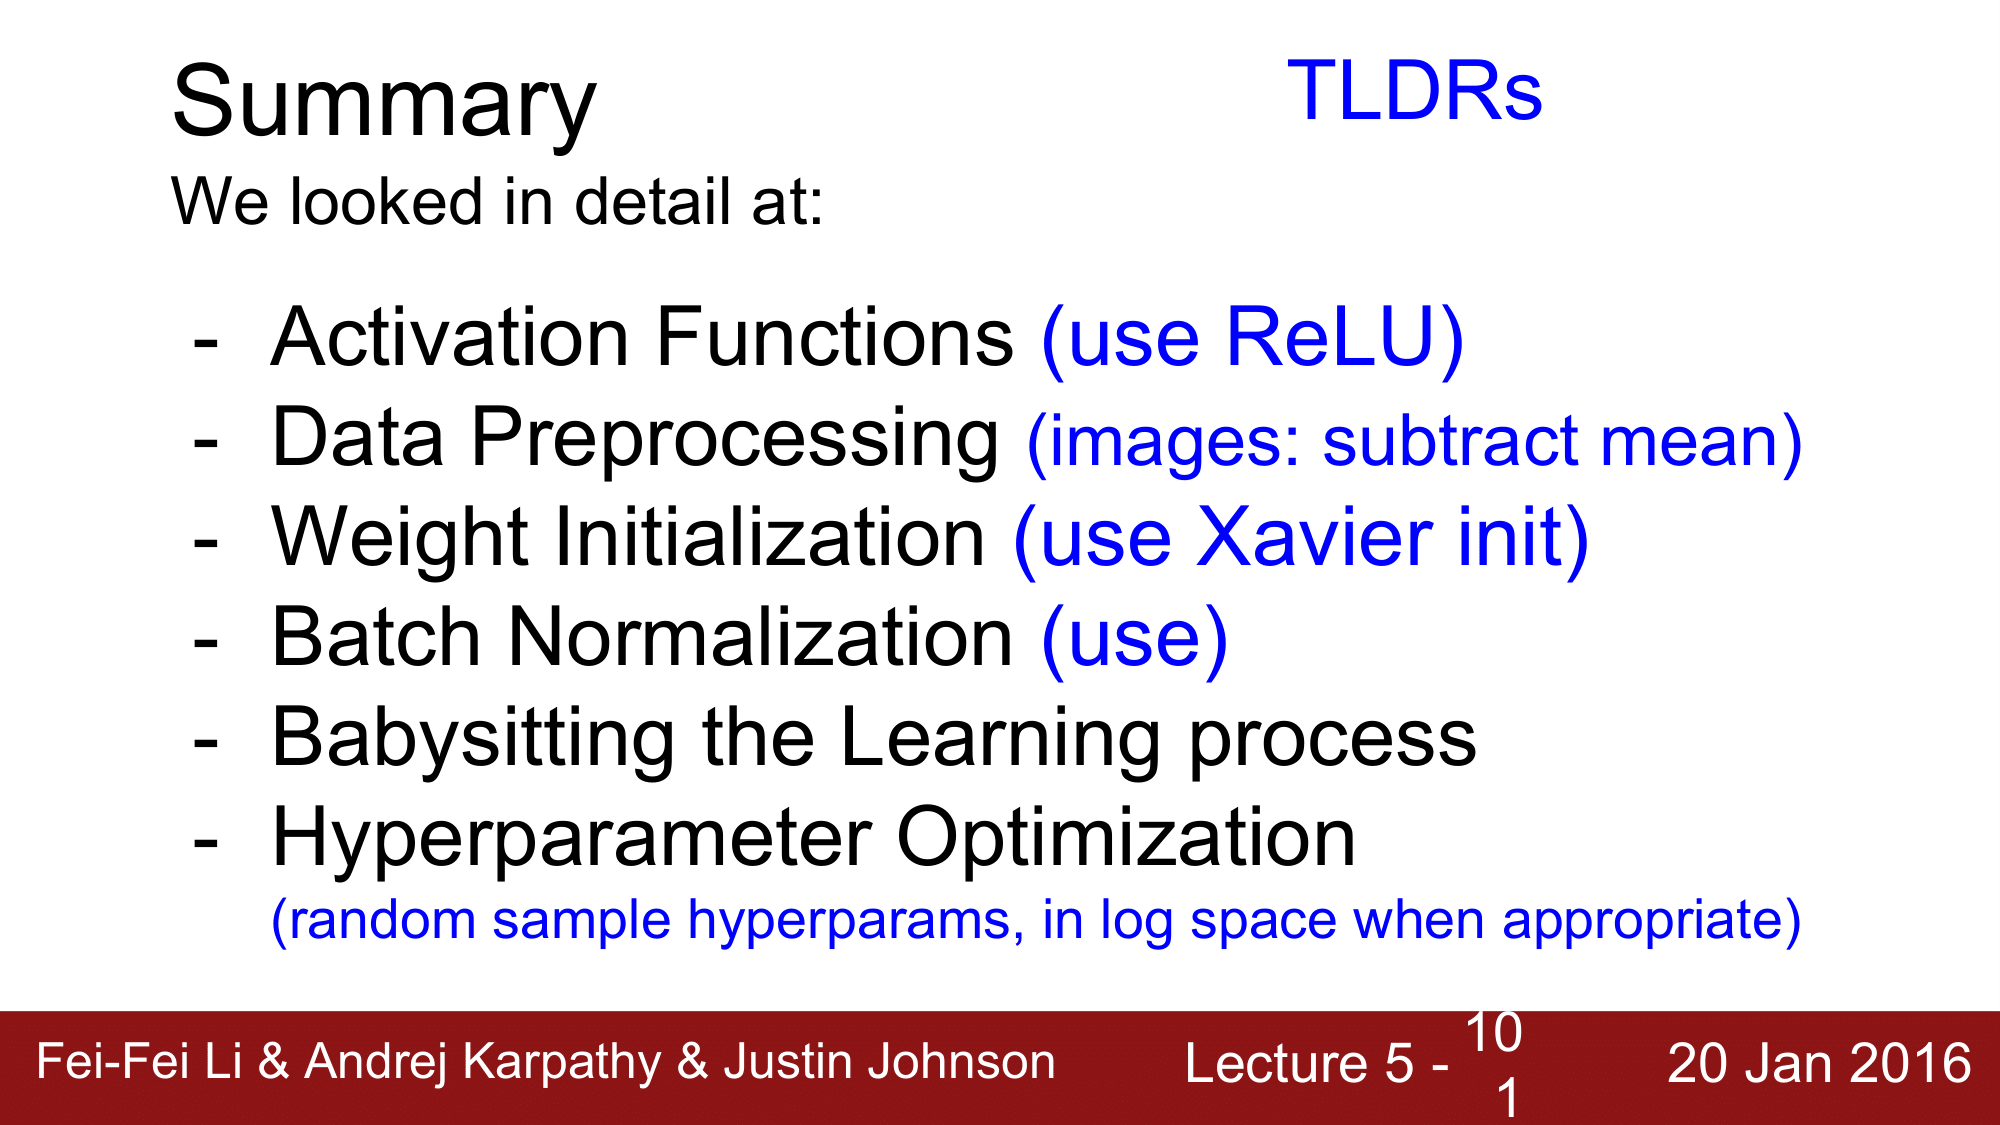 Summary
TLDRs
We looked in detail at:
- Activation Functions (use ReLU)
- Data Preprocessing (images: subtract mean)
- Weight Initialization (use Xavier init)
- Batch Normalization (use)
- Babysitting the Learning process
- Hyperparameter Optimization
(random sample hyperparams, in log space when appropriate)
Fei-Fei Li & Andrej Karpathy & Justin Johnson
Lecture 5 -
10
1
20 Jan 2016